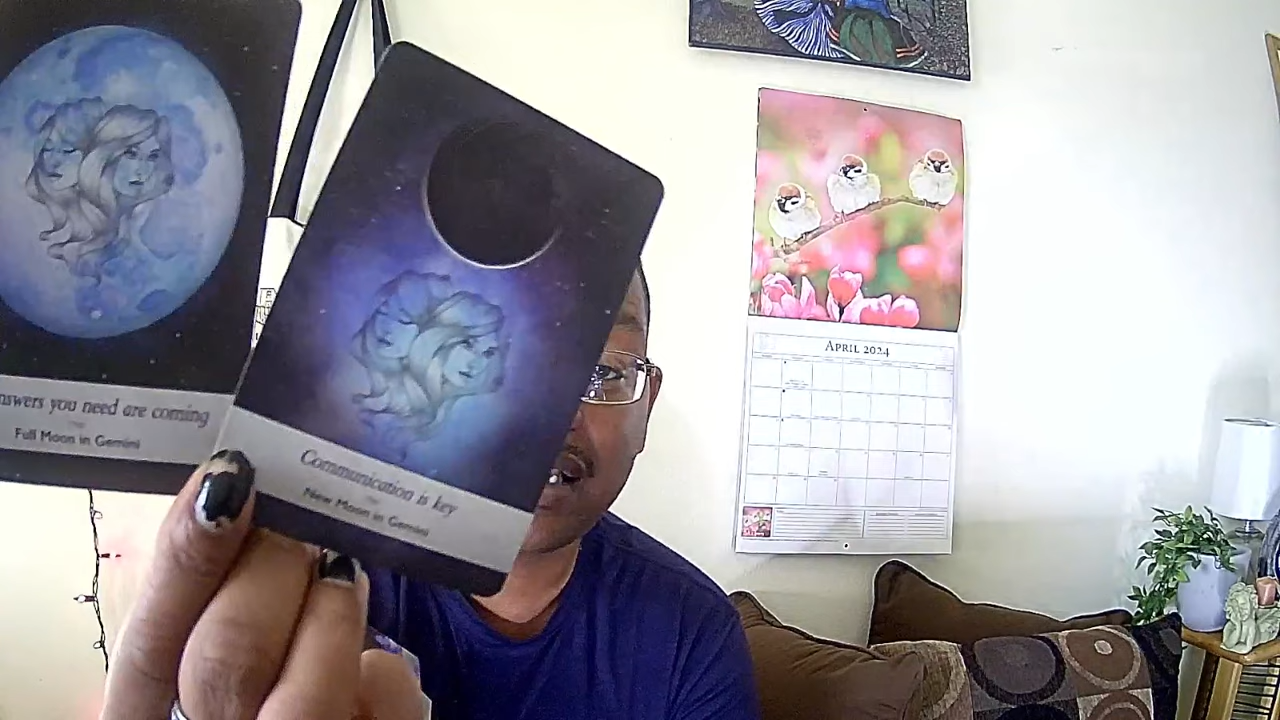 nswers you need are coming
Full Moon in Gemini
Communication is key
New Moon in Gemini
April 2024